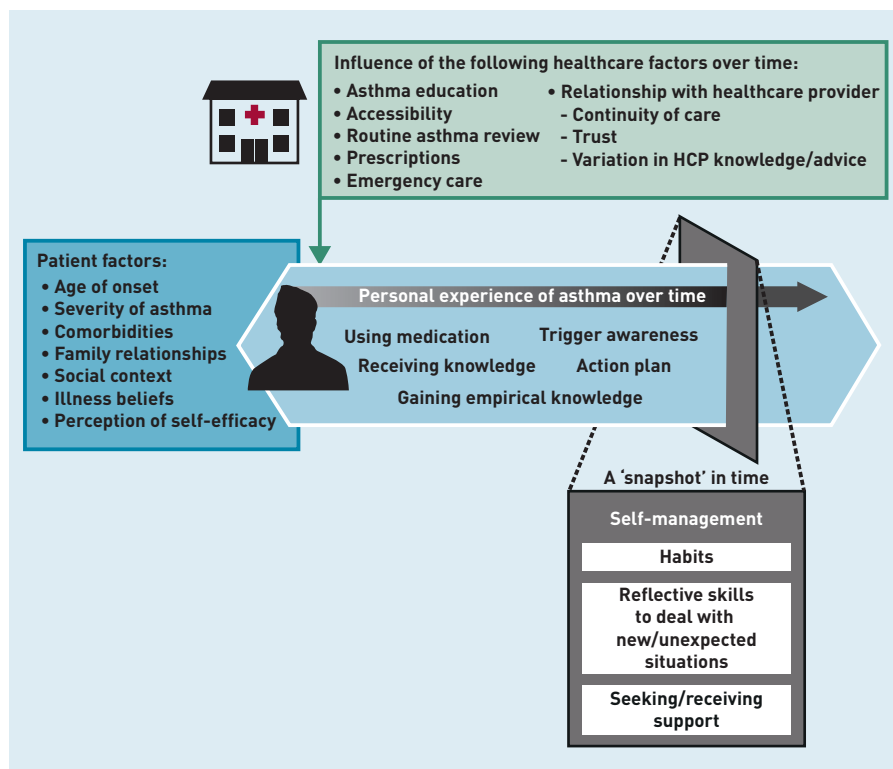 Influence of the following healthcare factors over time:
• Asthma education
• Accessibility
• Routine asthma review
• Prescriptions
• Emergency care
• Relationship with healthcare provider
- Continuity of care
- Trust
- Variation in HCP knowledge/advice
Patient factors:
• Age of onset
• Severity of asthma
• Comorbidities
• Family relationships
• Social context
• Illness beliefs
• Perception of self-efficacy
Personal experience of asthma over time
Using medication
Trigger awareness
Receiving knowledge
Action plan
Gaining empirical knowledge
A ‘snapshot’ in time
Self-management
Habits
Reflective skills
to deal with
new/unexpected
situations
Seeking/receiving
support